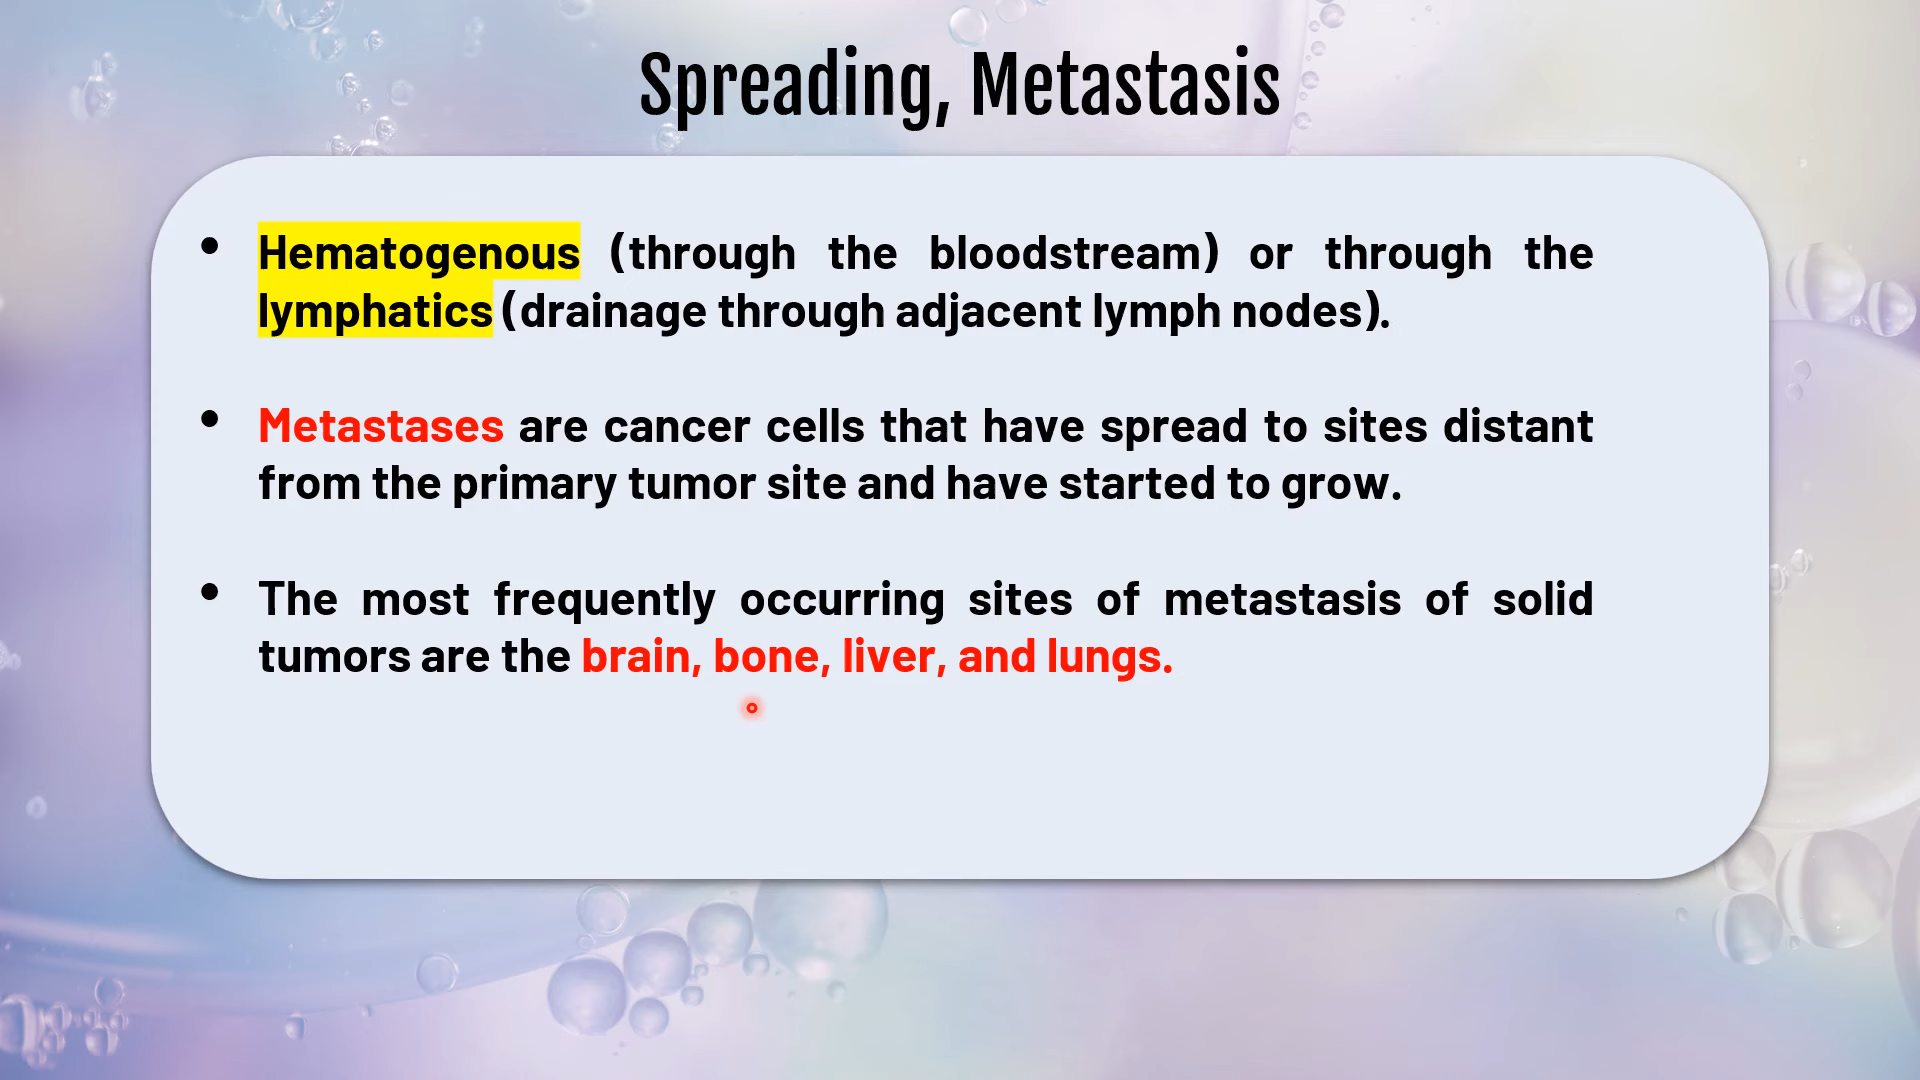 Spreading, Metastasis
• Hematogenous (through the bloodstream) or through the
lymphatics (drainage through adjacent lymph nodes).
• Metastases are cancer cells that have spread to sites distant
from the primary tumor site and have started to grow.
• The most frequently occurring sites of metastasis of solid
tumors are the brain, bone, liver, and lungs.